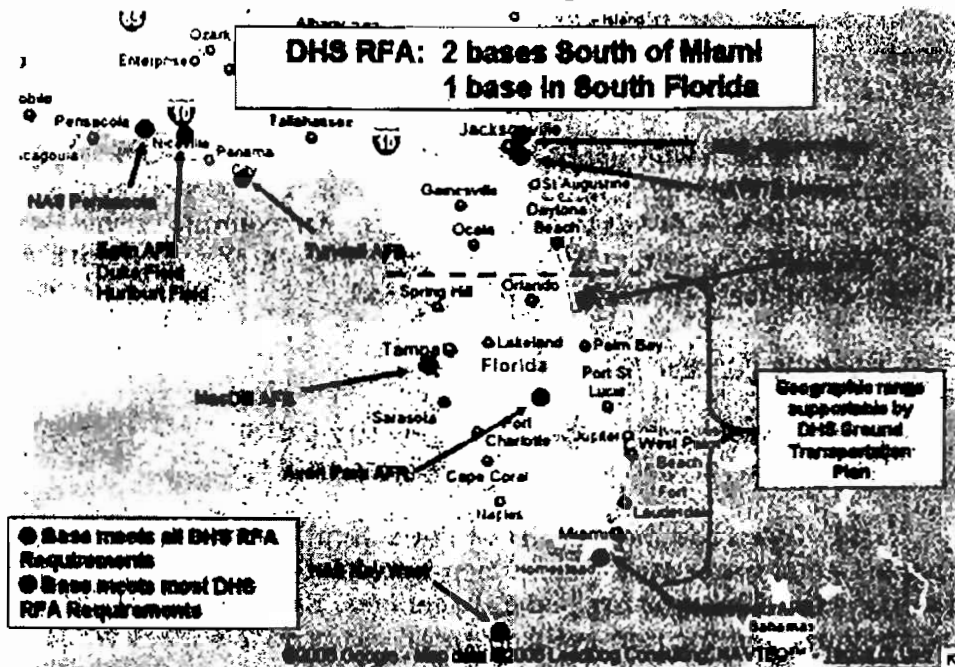 Albany
Island
Ozark
Enterprise
DHS RFA: 2 bases South of Miami
1 base in South Florida
obile
Pensacola
Niceville
Tallahassee
Jacksonville
cagoula
Panama
City
NAS Pensacola
Gainesville
St Augustine
Daytona
Beach
Ocala
Eglin AFB
Duke Field
Hurlburt Field
Tyndall AFB
Spring Hill
Orlando
Tampa
Lakeland
Palm Bay
Florida
Port St
Lucie
MacDill AFB
Sarasota
Geographic range
supportable by
DHS Ground
Transportation
Plan
Port
Charlotte
Jupiter
West Palm
Beach
Avon Park AFR
Cape Coral
Fort
Lauderdale
Naples
Miami
Base meets all DHS RFA
Requirements
Base meets most DHS
RFA Requirements
NAS Key West
Homestead
Bahamas